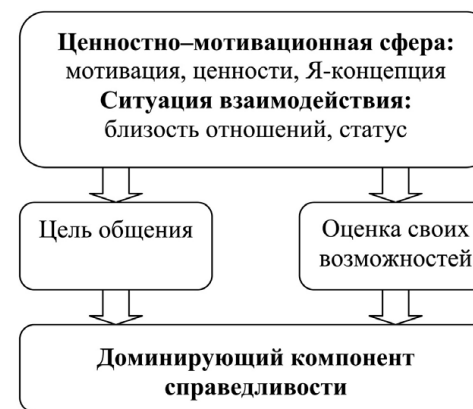 Ценностно–мотивационная сфера:
мотивация, ценности, Я-концепция
Ситуация взаимодействия:
близость отношений, статус
Цель общения
Оценка своих
возможностей
Доминирующий компонент
справедливости